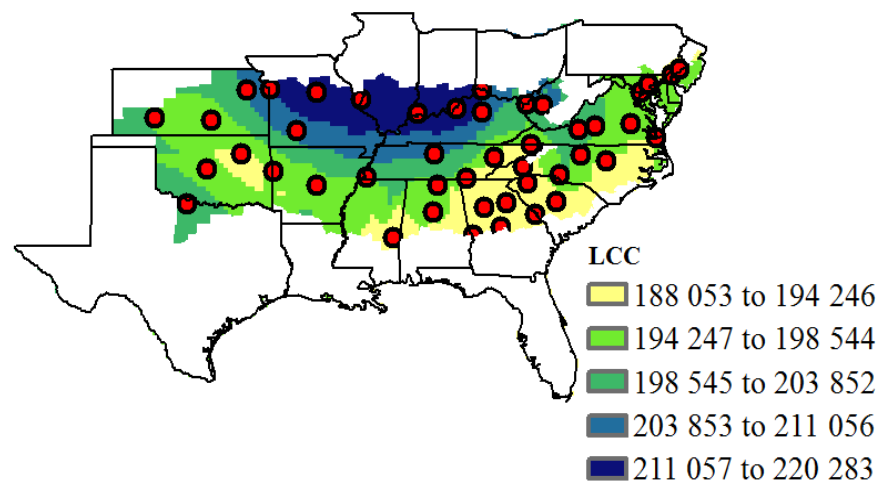 LCC
188 053 to 194 246
194 247 to 198 544
198 545 to 203 852
203 853 to 211 056
211 057 to 220 283